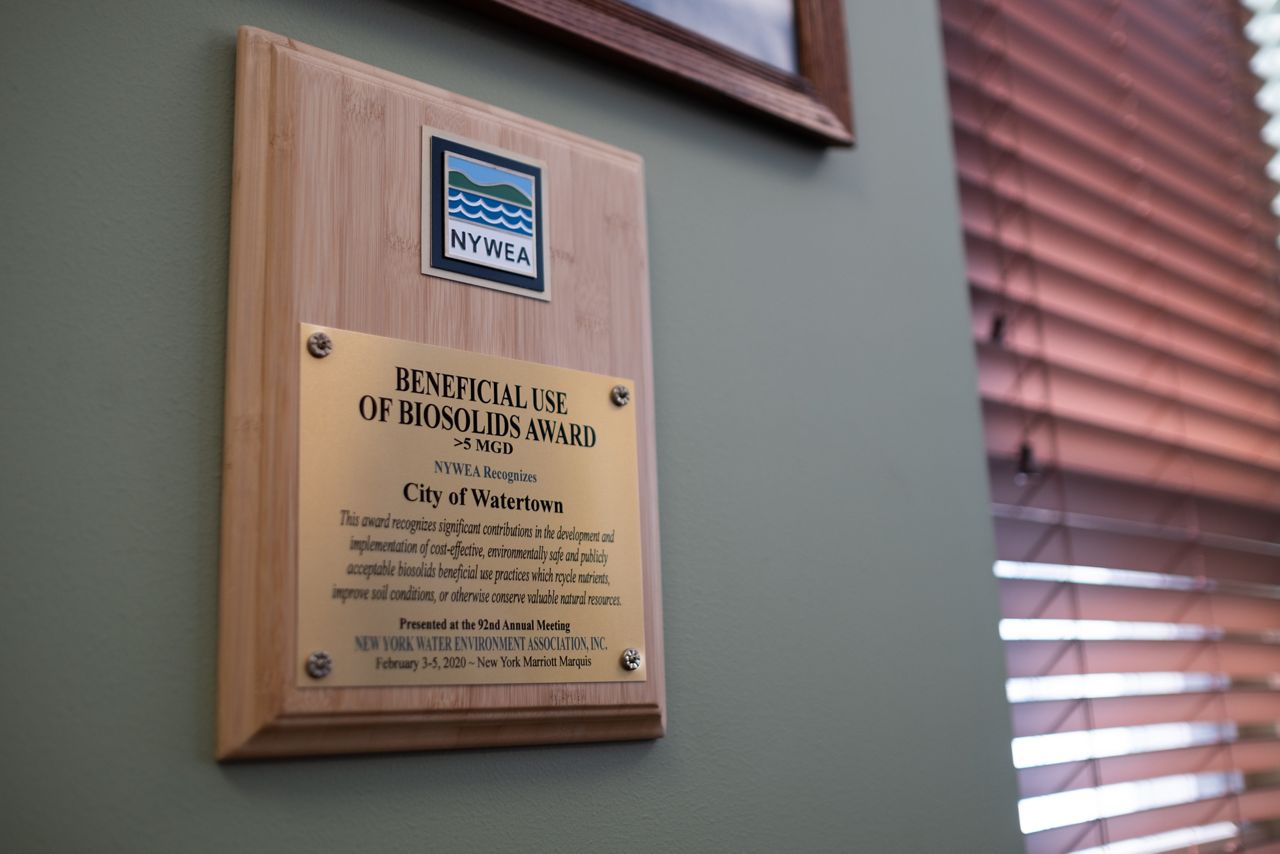 NYWEA
BENEFICIAL USE
OF BIOSOLIDS AWARD
>5 MGD
NYWEA Recognizes
City of Watertown
This award recognizes significant contributions in the development and
implementation of cost-effective, environmentally safe and publicly
acceptable biosolids beneficial use practices which rcycle nutrients,
improve soil conditions, or otherwise conserve valuable natural resources.
Presented at the 92nd Annual Meeting
NEW YORK WATER ENVIRONMENT ASSOCIATION, INC.
February 3-5, 2020 ~ New York Marriott Marquis